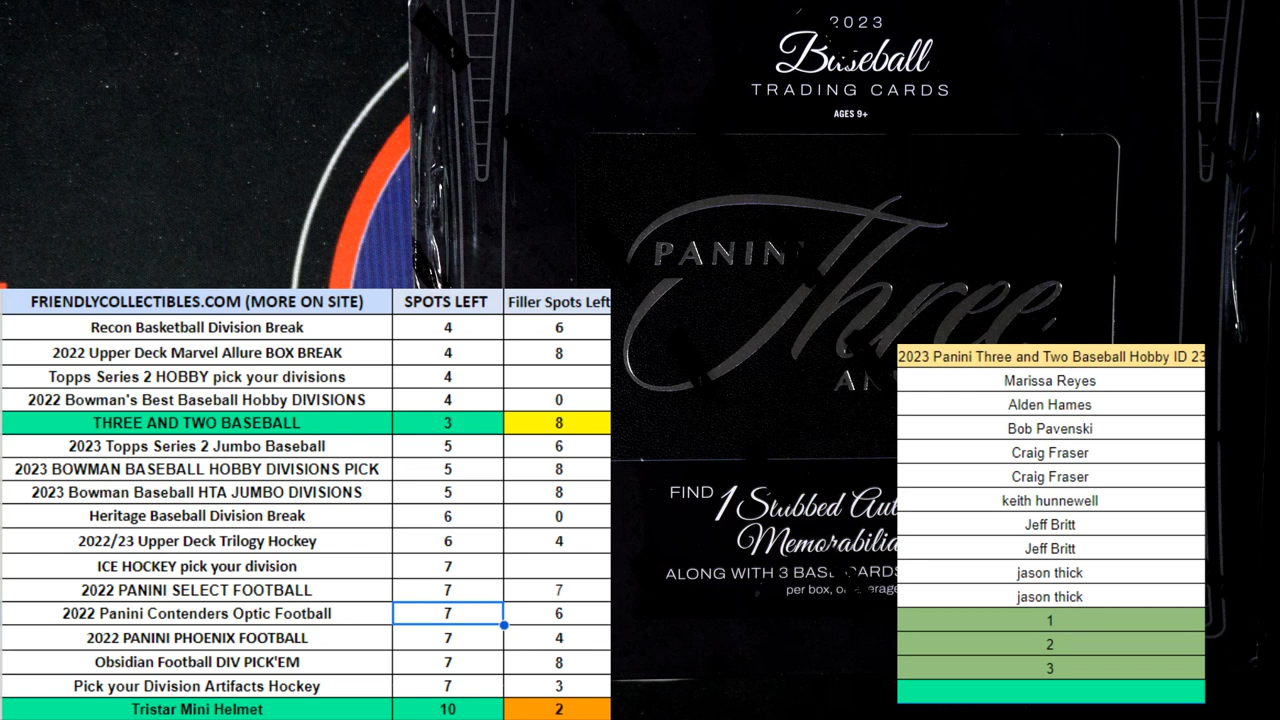 2023
Baseball
TRADING CARDS
AGES 9+
PANINI
Three
AN
FIND 1 Slabbed Aut
Memorabilia
ALONG WITH 3 BASE CARDS
per box, on average
FRIENDLYCOLLECTIBLES.COM (MORE ON SITE) SPOTS LEFT Filler Spots Left
Recon Basketball Division Break 4 6
2022 Upper Deck Marvel Allure BOX BREAK 4 8
Topps Series 2 HOBBY pick your divisions 4
2022 Bowman's Best Baseball Hobby DIVISIONS 4 0
THREE AND TWO BASEBALL 3 8
2023 Topps Series 2 Jumbo Baseball 5 6
2023 BOWMAN BASEBALL HOBBY DIVISIONS PICK 5 8
2023 Bowman Baseball HTA JUMBO DIVISIONS 5 8
Heritage Baseball Division Break 6 0
2022/23 Upper Deck Trilogy Hockey 6 4
ICE HOCKEY pick your division 7
2022 PANINI SELECT FOOTBALL 7 7
2022 Panini Contenders Optic Football 7 6
2022 PANINI PHOENIX FOOTBALL 7 4
Obsidian Football DIV PICK'EM 7 8
Pick your Division Artifacts Hockey 7 3
Tristar Mini Helmet 10 2
2023 Panini Three and Two Baseball Hobby ID 23
Marissa Reyes
Alden Hames
Bob Pavenski
Craig Fraser
Craig Fraser
keith hunnewell
Jeff Britt
Jeff Britt
jason thick
jason thick
1
2
3